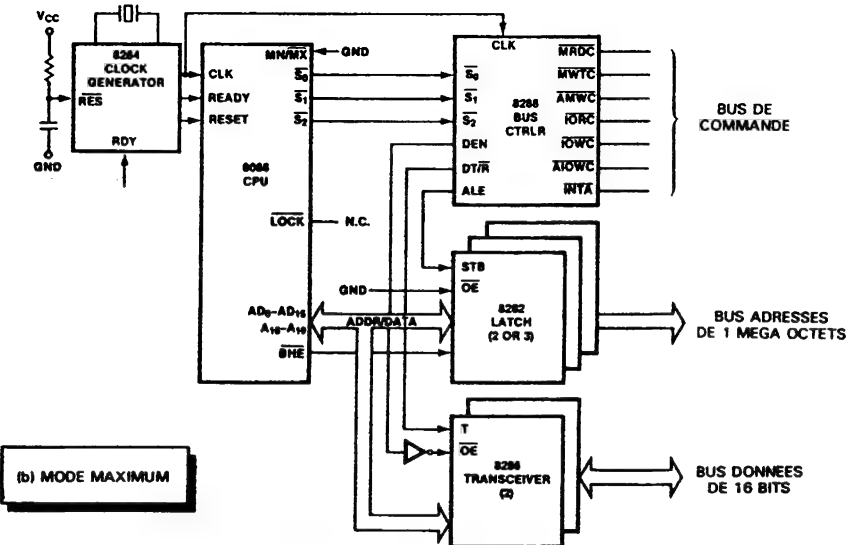 VCC
8284
CLOCK
GENERATOR
RES
RDY
GND
MN/MX
GND
CLK
READY
RESET
S0
S1
S2
8086
CPU
LOCK
N.C.
AD0-AD15
A16-A19
BHE
ADDR/DATA
CLK
S0
S1
S2
DEN
DT/R
ALE
8288
BUS
CTRLR
MRDC
MWTC
AMWC
IORC
IOWC
AIOWC
INTA
BUS DE
COMMANDE
GND
STB
OE
8282
LATCH
(2 OR 3)
BUS ADRESSES
DE 1 MEGA OCTETS
T
OE
8286
TRANSCEIVER
(2)
BUS DONNEES
DE 16 BITS
(b) MODE MAXIMUM